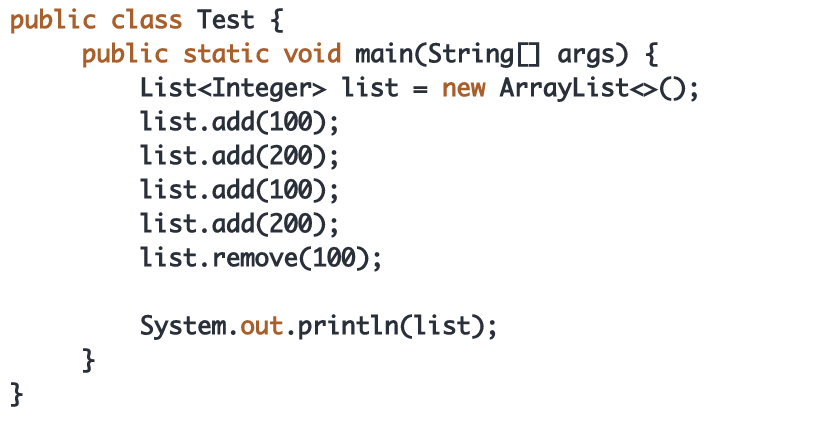 public class Test {
    public static void main(String[] args) {
        List<Integer> list = new ArrayList<>();
        list.add(100);
        list.add(200);
        list.add(100);
        list.add(200);
        list.remove(100);

        System.out.println(list);
    }
}